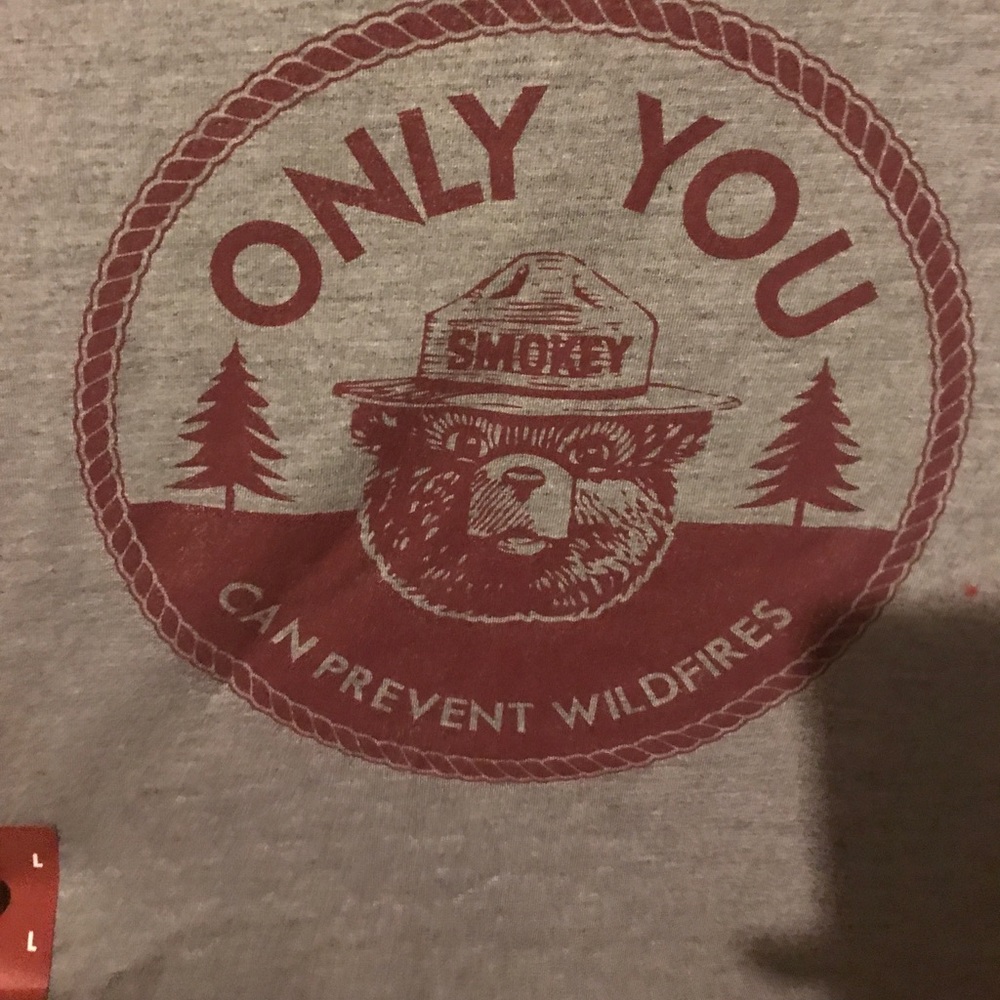 ONLY YOU
SMOKEY
CAN PREVENT WILDFIRES
L
L